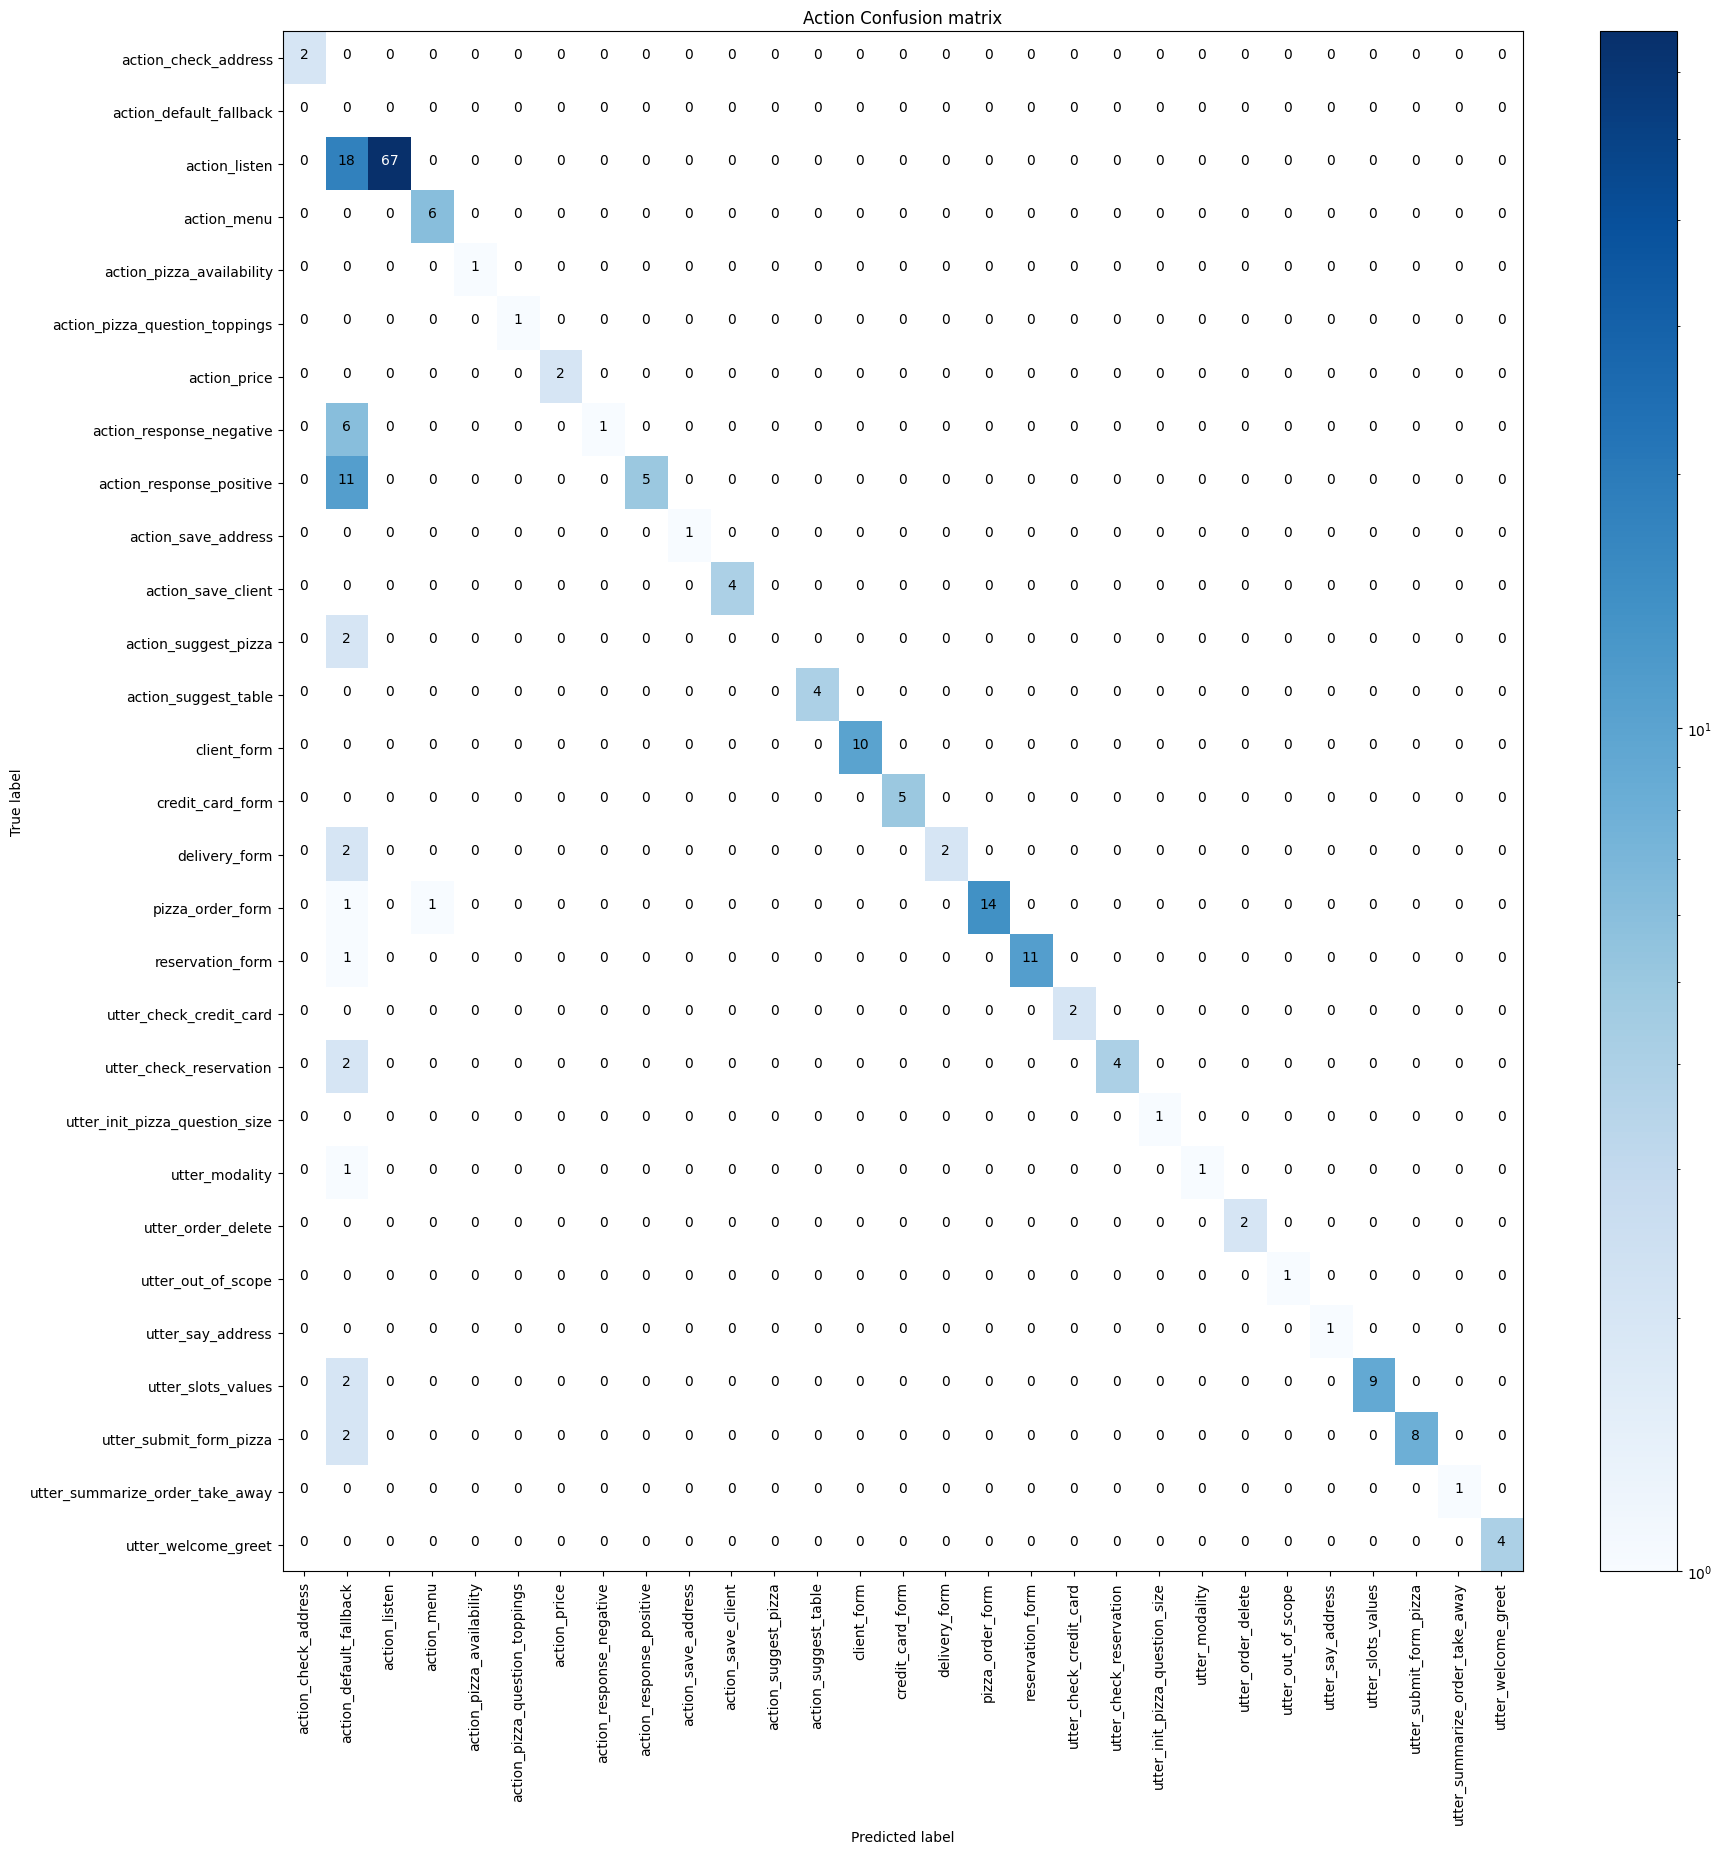 Action Confusion matrix
action_check_address 2 0 0 0 0 0 0 0 0 0 0 0 0 0 0 0 0 0 0 0 0 0 0 0 0 0 0 0 0
action_default_fallback 0 0 0 0 0 0 0 0 0 0 0 0 0 0 0 0 0 0 0 0 0 0 0 0 0 0 0 0 0
action_listen 0 18 67 0 0 0 0 0 0 0 0 0 0 0 0 0 0 0 0 0 0 0 0 0 0 0 0 0 0
action_menu 0 0 0 6 0 0 0 0 0 0 0 0 0 0 0 0 0 0 0 0 0 0 0 0 0 0 0 0 0
action_pizza_availability 0 0 0 0 1 0 0 0 0 0 0 0 0 0 0 0 0 0 0 0 0 0 0 0 0 0 0 0 0
action_pizza_question_toppings 0 0 0 0 0 1 0 0 0 0 0 0 0 0 0 0 0 0 0 0 0 0 0 0 0 0 0 0 0
action_price 0 0 0 0 0 0 2 0 0 0 0 0 0 0 0 0 0 0 0 0 0 0 0 0 0 0 0 0 0
action_response_negative 0 6 0 0 0 0 0 1 0 0 0 0 0 0 0 0 0 0 0 0 0 0 0 0 0 0 0 0 0
action_response_positive 0 11 0 0 0 0 0 0 5 0 0 0 0 0 0 0 0 0 0 0 0 0 0 0 0 0 0 0 0
action_save_address 0 0 0 0 0 0 0 0 0 1 0 0 0 0 0 0 0 0 0 0 0 0 0 0 0 0 0 0 0
action_save_client 0 0 0 0 0 0 0 0 0 0 4 0 0 0 0 0 0 0 0 0 0 0 0 0 0 0 0 0 0
action_suggest_pizza 0 2 0 0 0 0 0 0 0 0 0 0 0 0 0 0 0 0 0 0 0 0 0 0 0 0 0 0 0
action_suggest_table 0 0 0 0 0 0 0 0 0 0 0 0 4 0 0 0 0 0 0 0 0 0 0 0 0 0 0 0 0
client_form 0 0 0 0 0 0 0 0 0 0 0 0 0 10 0 0 0 0 0 0 0 0 0 0 0 0 0 0 0
credit_card_form 0 0 0 0 0 0 0 0 0 0 0 0 0 0 5 0 0 0 0 0 0 0 0 0 0 0 0 0 0
delivery_form 0 2 0 0 0 0 0 0 0 0 0 0 0 0 0 2 0 0 0 0 0 0 0 0 0 0 0 0 0
pizza_order_form 0 1 0 1 0 0 0 0 0 0 0 0 0 0 0 0 14 0 0 0 0 0 0 0 0 0 0 0 0
reservation_form 0 1 0 0 0 0 0 0 0 0 0 0 0 0 0 0 0 11 0 0 0 0 0 0 0 0 0 0 0
utter_check_credit_card 0 0 0 0 0 0 0 0 0 0 0 0 0 0 0 0 0 0 2 0 0 0 0 0 0 0 0 0 0
utter_check_reservation 0 2 0 0 0 0 0 0 0 0 0 0 0 0 0 0 0 0 0 4 0 0 0 0 0 0 0 0 0
utter_init_pizza_question_size 0 0 0 0 0 0 0 0 0 0 0 0 0 0 0 0 0 0 0 0 1 0 0 0 0 0 0 0 0
utter_modality 0 1 0 0 0 0 0 0 0 0 0 0 0 0 0 0 0 0 0 0 0 1 0 0 0 0 0 0 0
utter_order_delete 0 0 0 0 0 0 0 0 0 0 0 0 0 0 0 0 0 0 0 0 0 0 2 0 0 0 0 0 0
utter_out_of_scope 0 0 0 0 0 0 0 0 0 0 0 0 0 0 0 0 0 0 0 0 0 0 0 1 0 0 0 0 0
utter_say_address 0 0 0 0 0 0 0 0 0 0 0 0 0 0 0 0 0 0 0 0 0 0 0 0 1 0 0 0 0
utter_slots_values 0 2 0 0 0 0 0 0 0 0 0 0 0 0 0 0 0 0 0 0 0 0 0 0 0 9 0 0 0
utter_submit_form_pizza 0 2 0 0 0 0 0 0 0 0 0 0 0 0 0 0 0 0 0 0 0 0 0 0 0 0 8 0 0
utter_summarize_order_take_away 0 0 0 0 0 0 0 0 0 0 0 0 0 0 0 0 0 0 0 0 0 0 0 0 0 0 0 1 0
utter_welcome_greet 0 0 0 0 0 0 0 0 0 0 0 0 0 0 0 0 0 0 0 0 0 0 0 0 0 0 0 0 4
True label
action_check_address
action_default_fallback
action_listen
action_menu
action_pizza_availability
action_pizza_question_toppings
action_price
action_response_negative
action_response_positive
action_save_address
action_save_client
action_suggest_pizza
action_suggest_table
client_form
credit_card_form
delivery_form
pizza_order_form
reservation_form
utter_check_credit_card
utter_check_reservation
utter_init_pizza_question_size
utter_modality
utter_order_delete
utter_out_of_scope
utter_say_address
utter_slots_values
utter_submit_form_pizza
utter_summarize_order_take_away
utter_welcome_greet
Predicted label
10¹
10⁰